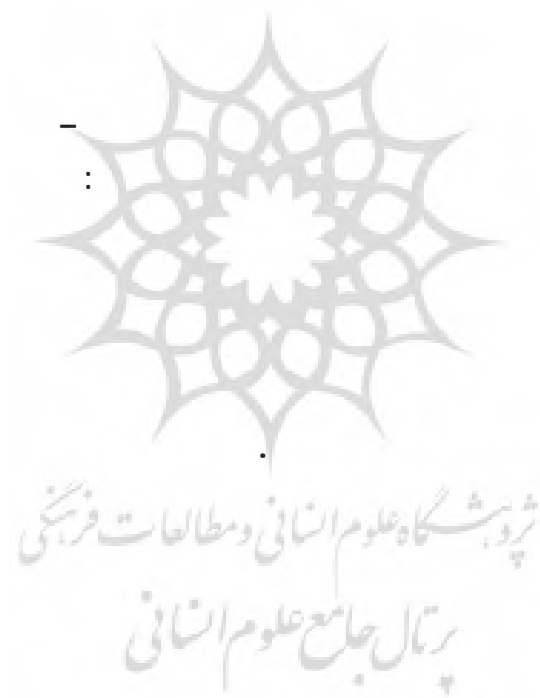 –
:
.
پژوهشگاه علوم انسانی و مطالعات فرهنگی
پرتال جامع علوم انسانی